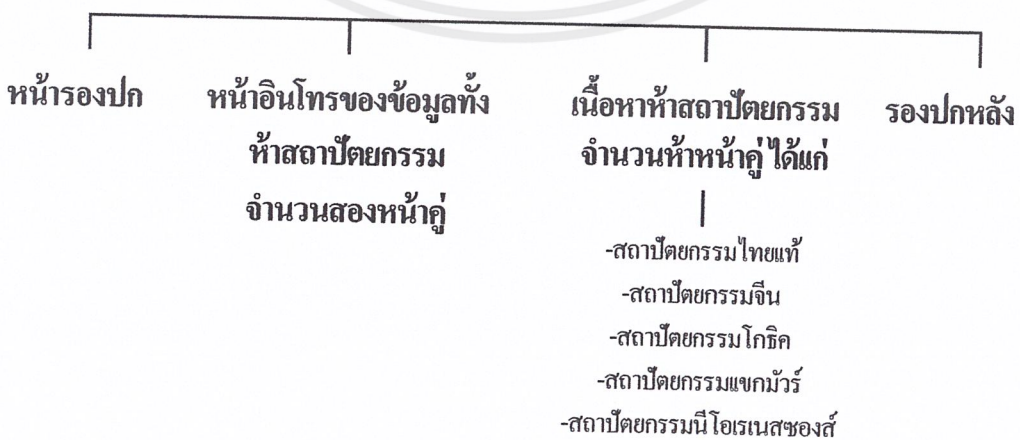 หน้ารองปก
หน้าอินโทรของข้อมูลทั้ง
ห้าสถาปัตยกรรม
จำนวนสองหน้าคู่
เนื้อหาห้าสถาปัตยกรรม
จำนวนห้าหน้าคู่ ได้แก่
-สถาปัตยกรรมไทยแท้
-สถาปัตยกรรมจีน
-สถาปัตยกรรมโกธิค
-สถาปัตยกรรมแขกมัวร์
-สถาปัตยกรรมนีโอเรเนสซองส์
รองปกหลัง